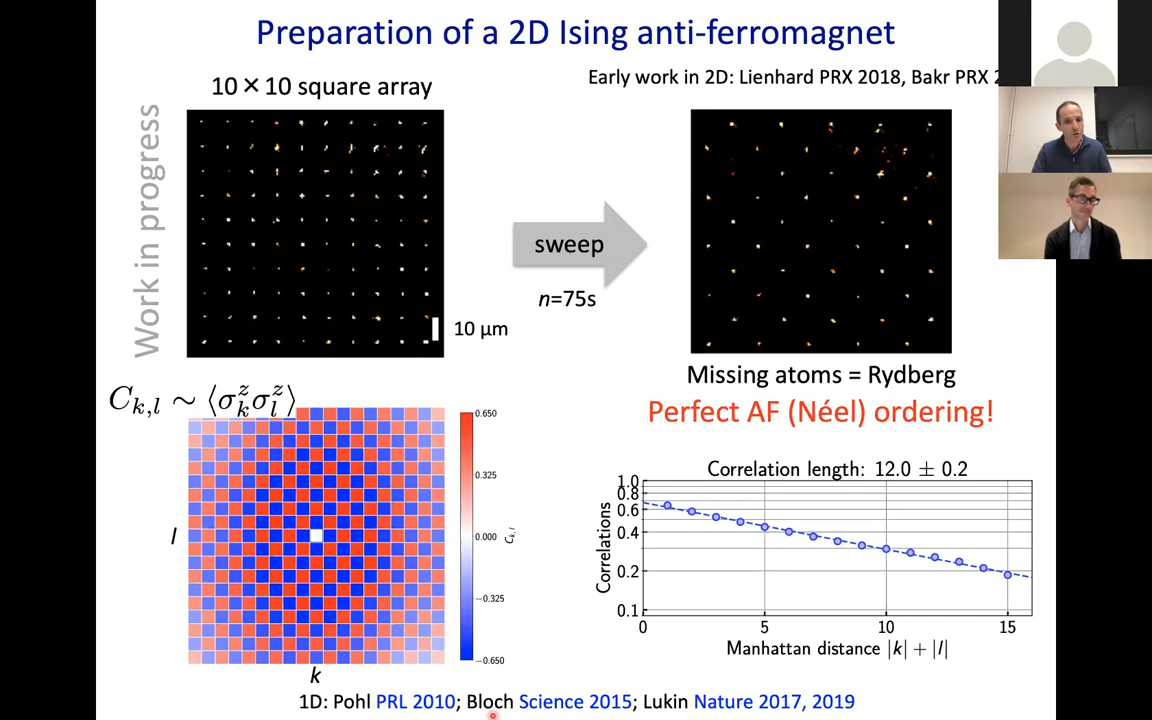 Preparation of a 2D Ising anti-ferromagnet
Early work in 2D: Lienhard PRX 2018, Bakr PRX 2
10 × 10 square array
Work in progress
sweep
n=75s
10 µm
Missing atoms = Rydberg
Perfect AF (Néel) ordering!
C_{k,l} ∼ ⟨σ_k^z σ_l^z⟩
0.650
0.325
0.000
−0.325
−0.650
C_{k,l}
l
k
Correlation length: 12.0 ± 0.2
Correlations
1.0
0.8
0.6
0.4
0.2
0.1
0 5 10 15
Manhattan distance |k| + |l|
1D: Pohl PRL 2010; Bloch Science 2015; Lukin Nature 2017, 2019